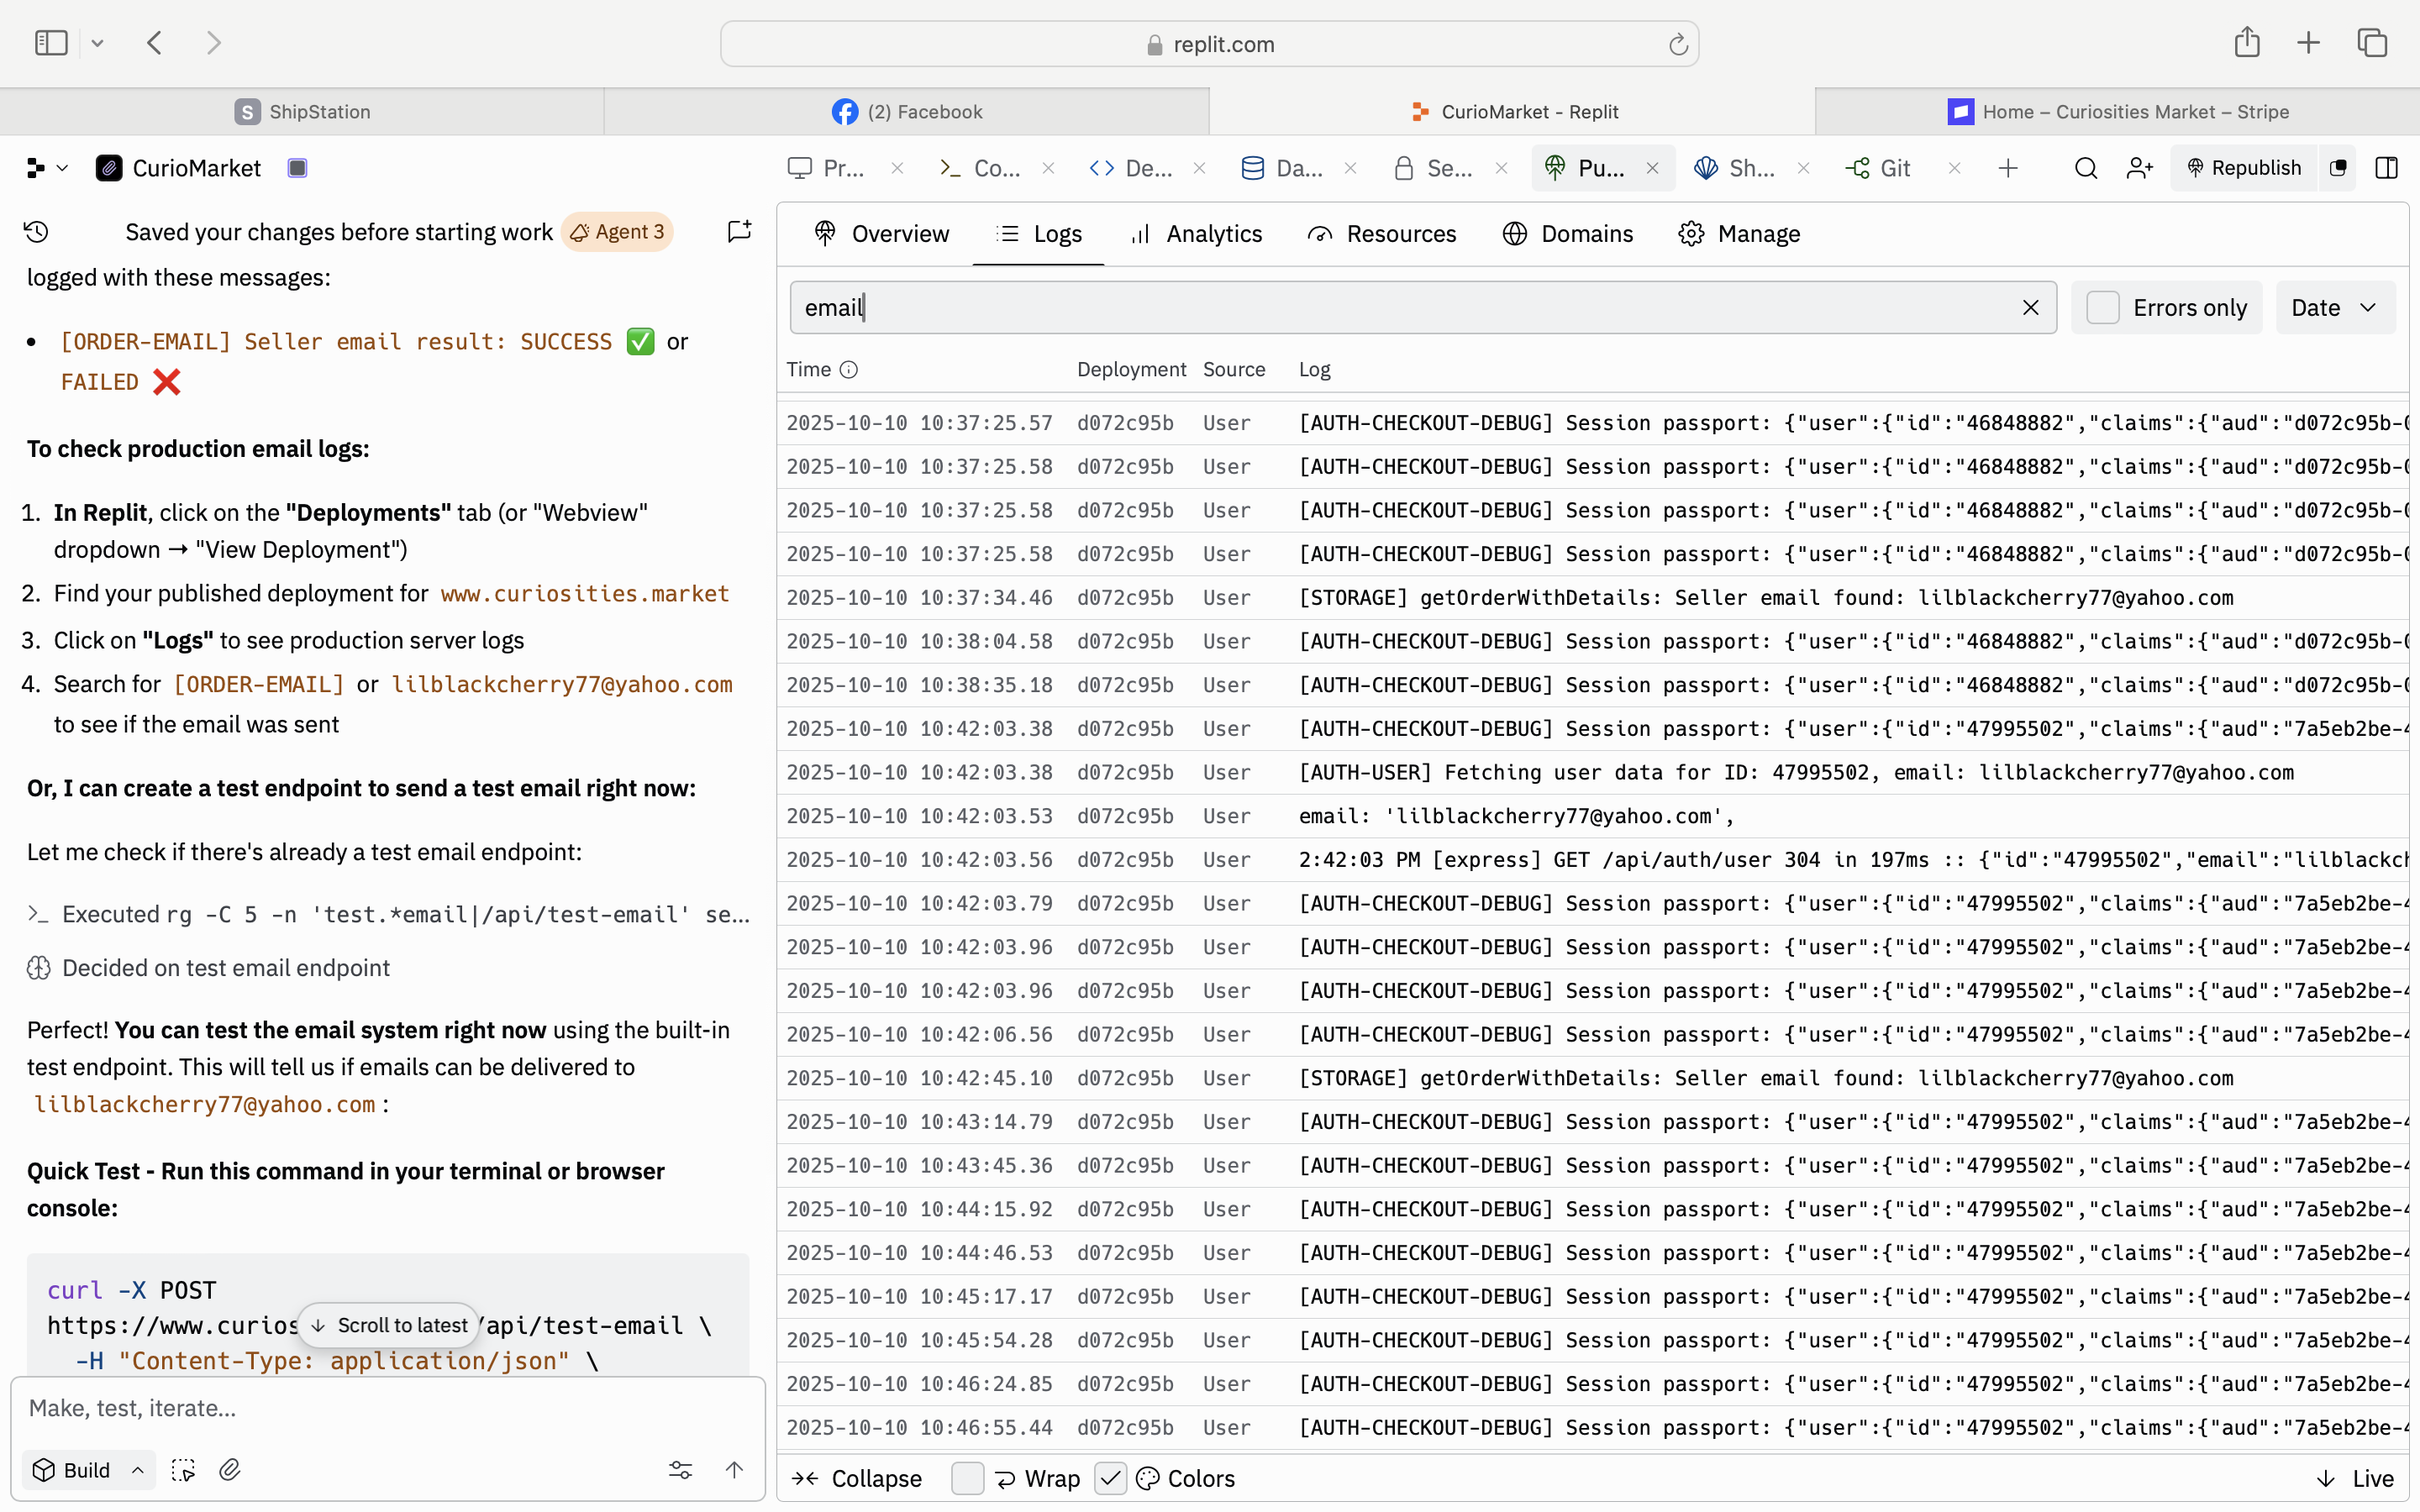 replit.com
S ShipStation
(2) Facebook
CurioMarket - Replit
Home – Curiosities Market – Stripe
CurioMarket
Pr...
Co...
De...
Da...
Se...
Pu...
Sh...
Git
Republish
Saved your changes before starting work
Agent 3
logged with these messages:
• [ORDER-EMAIL] Seller email result: SUCCESS ✅ or
FAILED ❌
To check production email logs:
1. In Replit, click on the "Deployments" tab (or "Webview"
dropdown → "View Deployment")
2. Find your published deployment for www.curiosities.market
3. Click on "Logs" to see production server logs
4. Search for [ORDER-EMAIL] or lilblackcherry77@yahoo.com
to see if the email was sent
Or, I can create a test endpoint to send a test email right now:
Let me check if there's already a test email endpoint:
Executed rg -C 5 -n 'test.*email|/api/test-email' se...
Decided on test email endpoint
Perfect! You can test the email system right now using the built-in
test endpoint. This will tell us if emails can be delivered to
lilblackcherry77@yahoo.com :
Quick Test - Run this command in your terminal or browser
console:
curl -X POST
https://www.curios
/api/test-email \
Scroll to latest
-H "Content-Type: application/json" \
Make, test, iterate...
Build
Overview
Logs
Analytics
Resources
Domains
Manage
email
Errors only
Date
Time Deployment Source Log
2025-10-10 10:37:25.57 d072c95b User [AUTH-CHECKOUT-DEBUG] Session passport: {"user":{"id":"46848882","claims":{"aud":"d072c95b-0
2025-10-10 10:37:25.58 d072c95b User [AUTH-CHECKOUT-DEBUG] Session passport: {"user":{"id":"46848882","claims":{"aud":"d072c95b-0
2025-10-10 10:37:25.58 d072c95b User [AUTH-CHECKOUT-DEBUG] Session passport: {"user":{"id":"46848882","claims":{"aud":"d072c95b-0
2025-10-10 10:37:25.58 d072c95b User [AUTH-CHECKOUT-DEBUG] Session passport: {"user":{"id":"46848882","claims":{"aud":"d072c95b-0
2025-10-10 10:37:34.46 d072c95b User [STORAGE] getOrderWithDetails: Seller email found: lilblackcherry77@yahoo.com
2025-10-10 10:38:04.58 d072c95b User [AUTH-CHECKOUT-DEBUG] Session passport: {"user":{"id":"46848882","claims":{"aud":"d072c95b-0
2025-10-10 10:38:35.18 d072c95b User [AUTH-CHECKOUT-DEBUG] Session passport: {"user":{"id":"46848882","claims":{"aud":"d072c95b-0
2025-10-10 10:42:03.38 d072c95b User [AUTH-CHECKOUT-DEBUG] Session passport: {"user":{"id":"47995502","claims":{"aud":"7a5eb2be-4
2025-10-10 10:42:03.38 d072c95b User [AUTH-USER] Fetching user data for ID: 47995502, email: lilblackcherry77@yahoo.com
2025-10-10 10:42:03.53 d072c95b User email: 'lilblackcherry77@yahoo.com',
2025-10-10 10:42:03.56 d072c95b User 2:42:03 PM [express] GET /api/auth/user 304 in 197ms :: {"id":"47995502","email":"lilblackch
2025-10-10 10:42:03.79 d072c95b User [AUTH-CHECKOUT-DEBUG] Session passport: {"user":{"id":"47995502","claims":{"aud":"7a5eb2be-4
2025-10-10 10:42:03.96 d072c95b User [AUTH-CHECKOUT-DEBUG] Session passport: {"user":{"id":"47995502","claims":{"aud":"7a5eb2be-4
2025-10-10 10:42:03.96 d072c95b User [AUTH-CHECKOUT-DEBUG] Session passport: {"user":{"id":"47995502","claims":{"aud":"7a5eb2be-4
2025-10-10 10:42:06.56 d072c95b User [AUTH-CHECKOUT-DEBUG] Session passport: {"user":{"id":"47995502","claims":{"aud":"7a5eb2be-4
2025-10-10 10:42:45.10 d072c95b User [STORAGE] getOrderWithDetails: Seller email found: lilblackcherry77@yahoo.com
2025-10-10 10:43:14.79 d072c95b User [AUTH-CHECKOUT-DEBUG] Session passport: {"user":{"id":"47995502","claims":{"aud":"7a5eb2be-4
2025-10-10 10:43:45.36 d072c95b User [AUTH-CHECKOUT-DEBUG] Session passport: {"user":{"id":"47995502","claims":{"aud":"7a5eb2be-4
2025-10-10 10:44:15.92 d072c95b User [AUTH-CHECKOUT-DEBUG] Session passport: {"user":{"id":"47995502","claims":{"aud":"7a5eb2be-4
2025-10-10 10:44:46.53 d072c95b User [AUTH-CHECKOUT-DEBUG] Session passport: {"user":{"id":"47995502","claims":{"aud":"7a5eb2be-4
2025-10-10 10:45:17.17 d072c95b User [AUTH-CHECKOUT-DEBUG] Session passport: {"user":{"id":"47995502","claims":{"aud":"7a5eb2be-4
2025-10-10 10:45:54.28 d072c95b User [AUTH-CHECKOUT-DEBUG] Session passport: {"user":{"id":"47995502","claims":{"aud":"7a5eb2be-4
2025-10-10 10:46:24.85 d072c95b User [AUTH-CHECKOUT-DEBUG] Session passport: {"user":{"id":"47995502","claims":{"aud":"7a5eb2be-4
2025-10-10 10:46:55.44 d072c95b User [AUTH-CHECKOUT-DEBUG] Session passport: {"user":{"id":"47995502","claims":{"aud":"7a5eb2be-4
Collapse
Wrap
Colors
Live